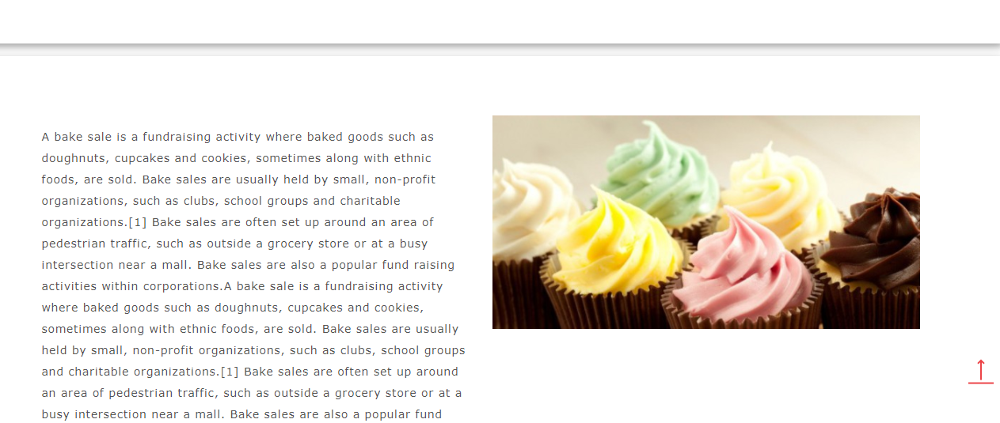 A bake sale is a fundraising activity where baked goods such as
doughnuts, cupcakes and cookies, sometimes along with ethnic
foods, are sold. Bake sales are usually held by small, non-profit
organizations, such as clubs, school groups and charitable
organizations.[1] Bake sales are often set up around an area of
pedestrian traffic, such as outside a grocery store or at a busy
intersection near a mall. Bake sales are also a popular fund raising
activities within corporations.A bake sale is a fundraising activity
where baked goods such as doughnuts, cupcakes and cookies,
sometimes along with ethnic foods, are sold. Bake sales are usually
held by small, non-profit organizations, such as clubs, school groups
and charitable organizations.[1] Bake sales are often set up around
an area of pedestrian traffic, such as outside a grocery store or at a
busy intersection near a mall. Bake sales are also a popular fund